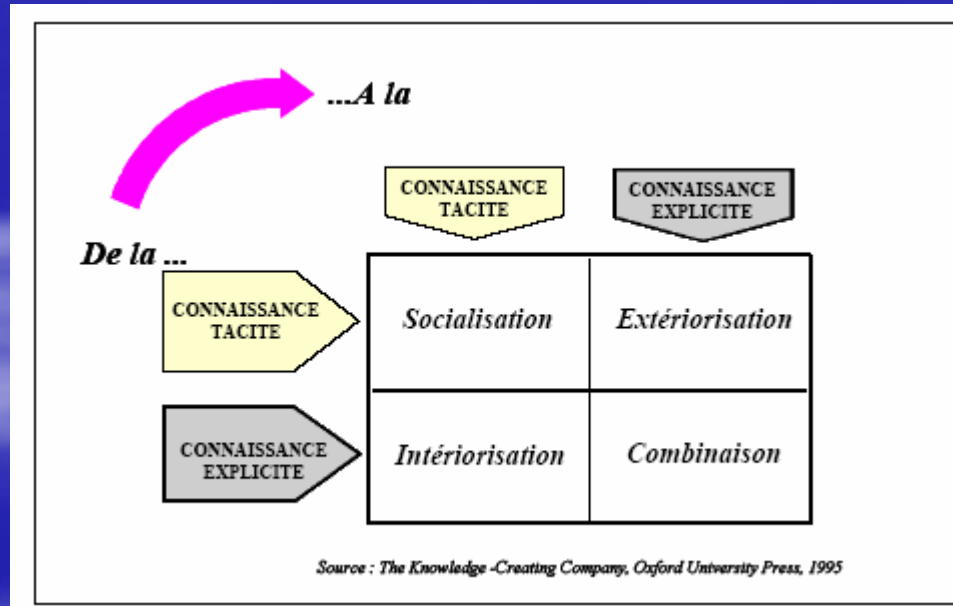 ...A la
CONNAISSANCE
TACITE
CONNAISSANCE
EXPLICITE
De la ...
CONNAISSANCE
TACITE
Socialisation
Extériorisation
CONNAISSANCE
EXPLICITE
Intériorisation
Combinaison
Source : The Knowledge -Creating Company, Oxford University Press, 1995